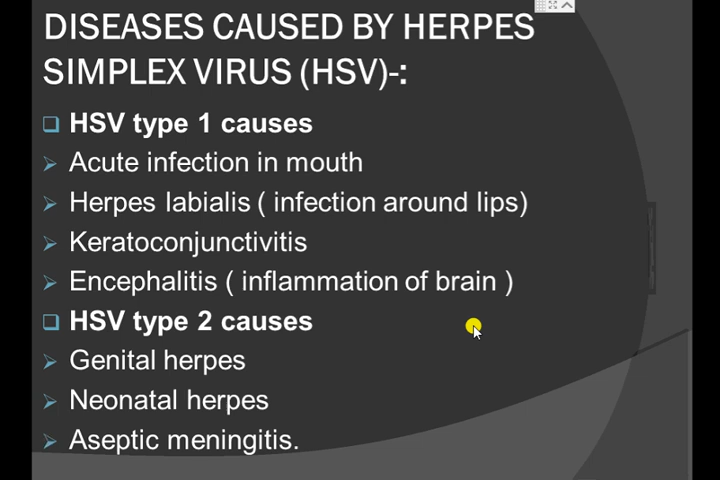 DISEASES CAUSED BY HERPES
SIMPLEX VIRUS (HSV)-:
HSV type 1 causes
Acute infection in mouth
Herpes labialis ( infection around lips)
Keratoconjunctivitis
Encephalitis ( inflammation of brain )
HSV type 2 causes
Genital herpes
Neonatal herpes
Aseptic meningitis.